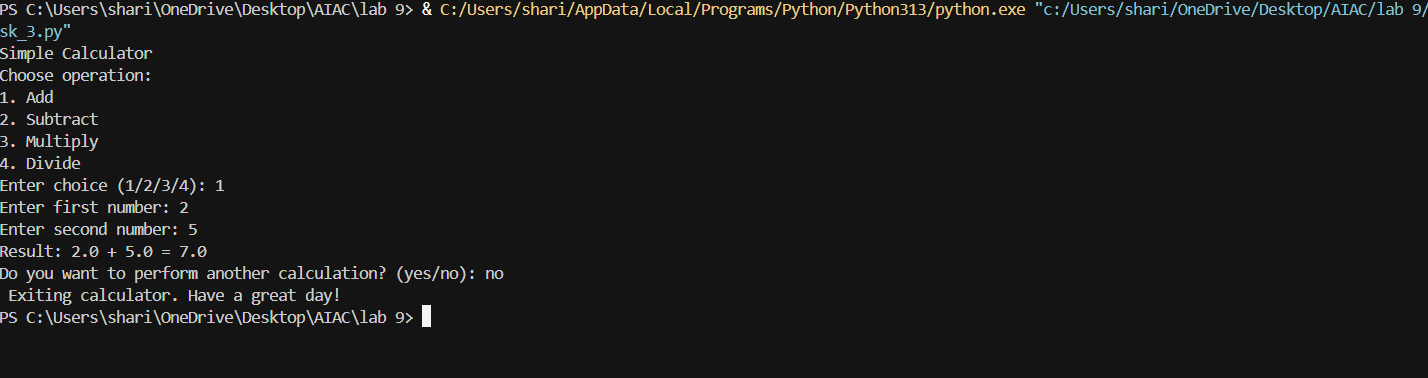 PS C:\Users\shari\OneDrive\Desktop\AIAC\lab 9> & C:/Users/shari/AppData/Local/Programs/Python/Python313/python.exe "c:/Users/shari/OneDrive/Desktop/AIAC/lab 9/
sk_3.py"
Simple Calculator
Choose operation:
1. Add
2. Subtract
3. Multiply
4. Divide
Enter choice (1/2/3/4): 1
Enter first number: 2
Enter second number: 5
Result: 2.0 + 5.0 = 7.0
Do you want to perform another calculation? (yes/no): no
 Exiting calculator. Have a great day!
PS C:\Users\shari\OneDrive\Desktop\AIAC\lab 9>